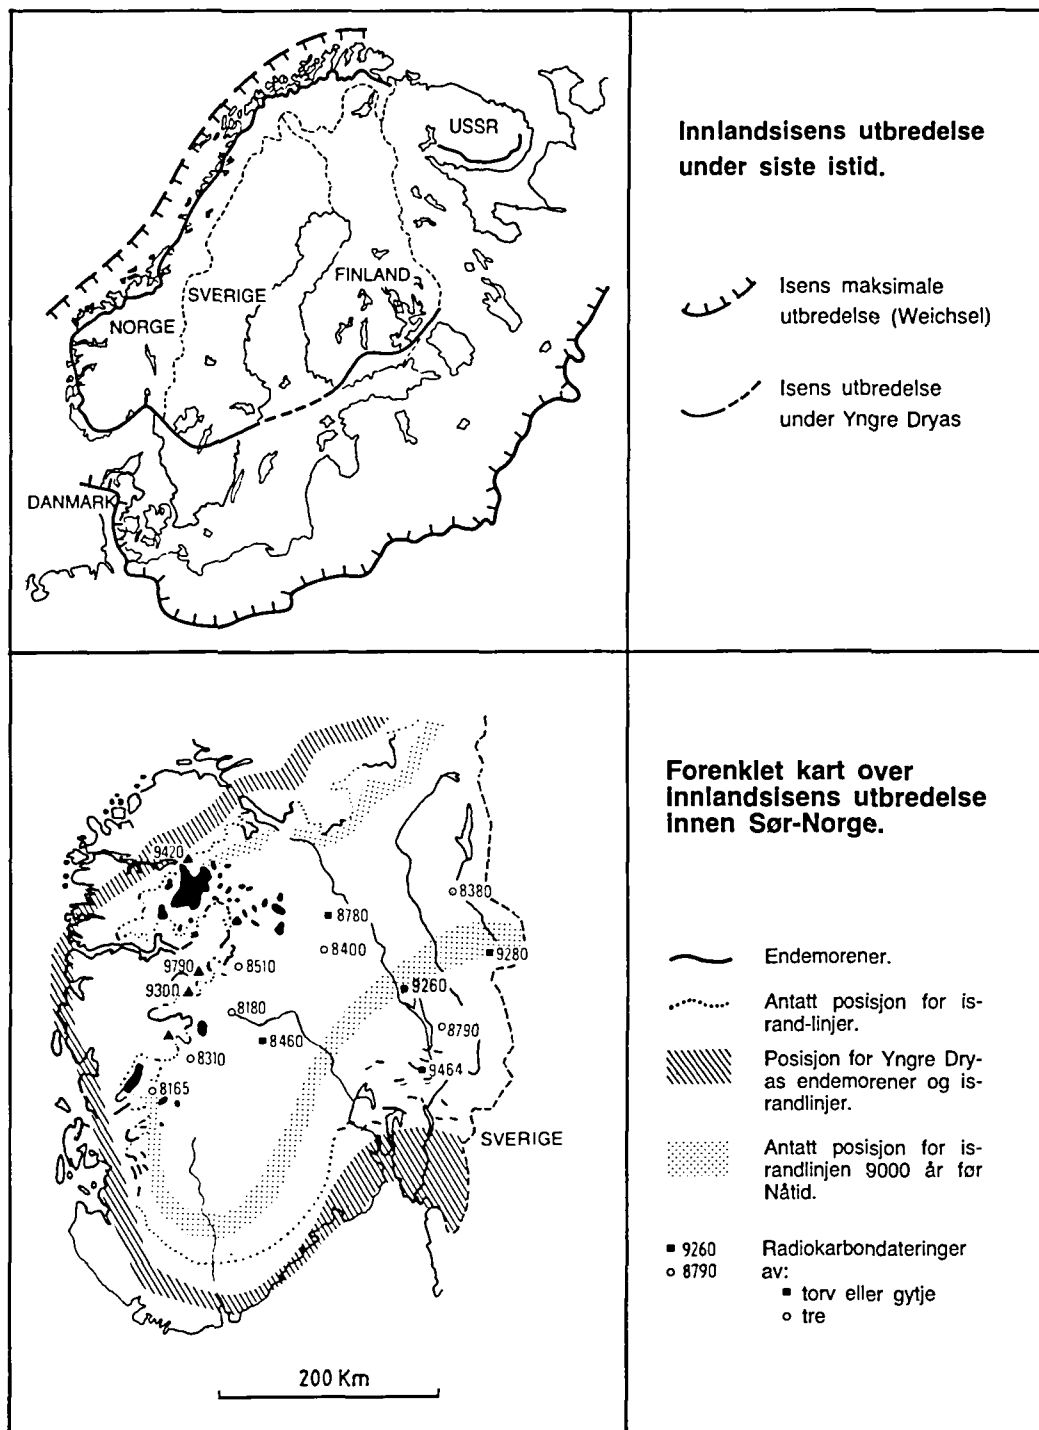 USSR
FINLAND
SVERIGE
NORGE
DANMARK
Innlandsisens utbredelse
under siste istid.
Isens maksimale
utbredelse (Weichsel)
Isens utbredelse
under Yngre Dryas
9420
8380
8780
8400
9280
9790
8510
9300
9260
8180
8790
8460
8310
9464
8165
SVERIGE
200 Km
Forenklet kart over
innlandsisens utbredelse
innen Sør-Norge.
Endemorener.
Antatt posisjon for is-
rand-linjer.
Posisjon for Yngre Dry-
as endemorener og is-
randlinjer.
Antatt posisjon for is-
randlinjen 9000 år før
Nåtid.
9260 Radiokarbondateringer
8790 av:
torv eller gytje
tre